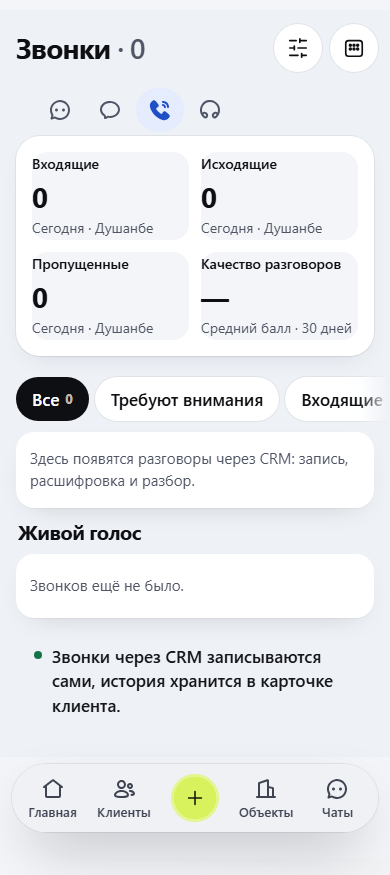 Звонки · 0
Входящие
0
Сегодня · Душанбе
Исходящие
0
Сегодня · Душанбе
Пропущенные
0
Сегодня · Душанбе
Качество разговоров
—
Средний балл · 30 дней
Все 0
Требуют внимания
Входящие
Здесь появятся разговоры через CRM: запись,
расшифровка и разбор.
Живой голос
Звонков ещё не было.
Звонки через CRM записываются
сами, история хранится в карточке
клиента.
Главная
Клиенты
Объекты
Чаты